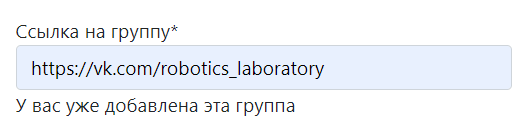 Ссылка на группу*
https://vk.com/robotics_laboratory
У вас уже добавлена эта группа